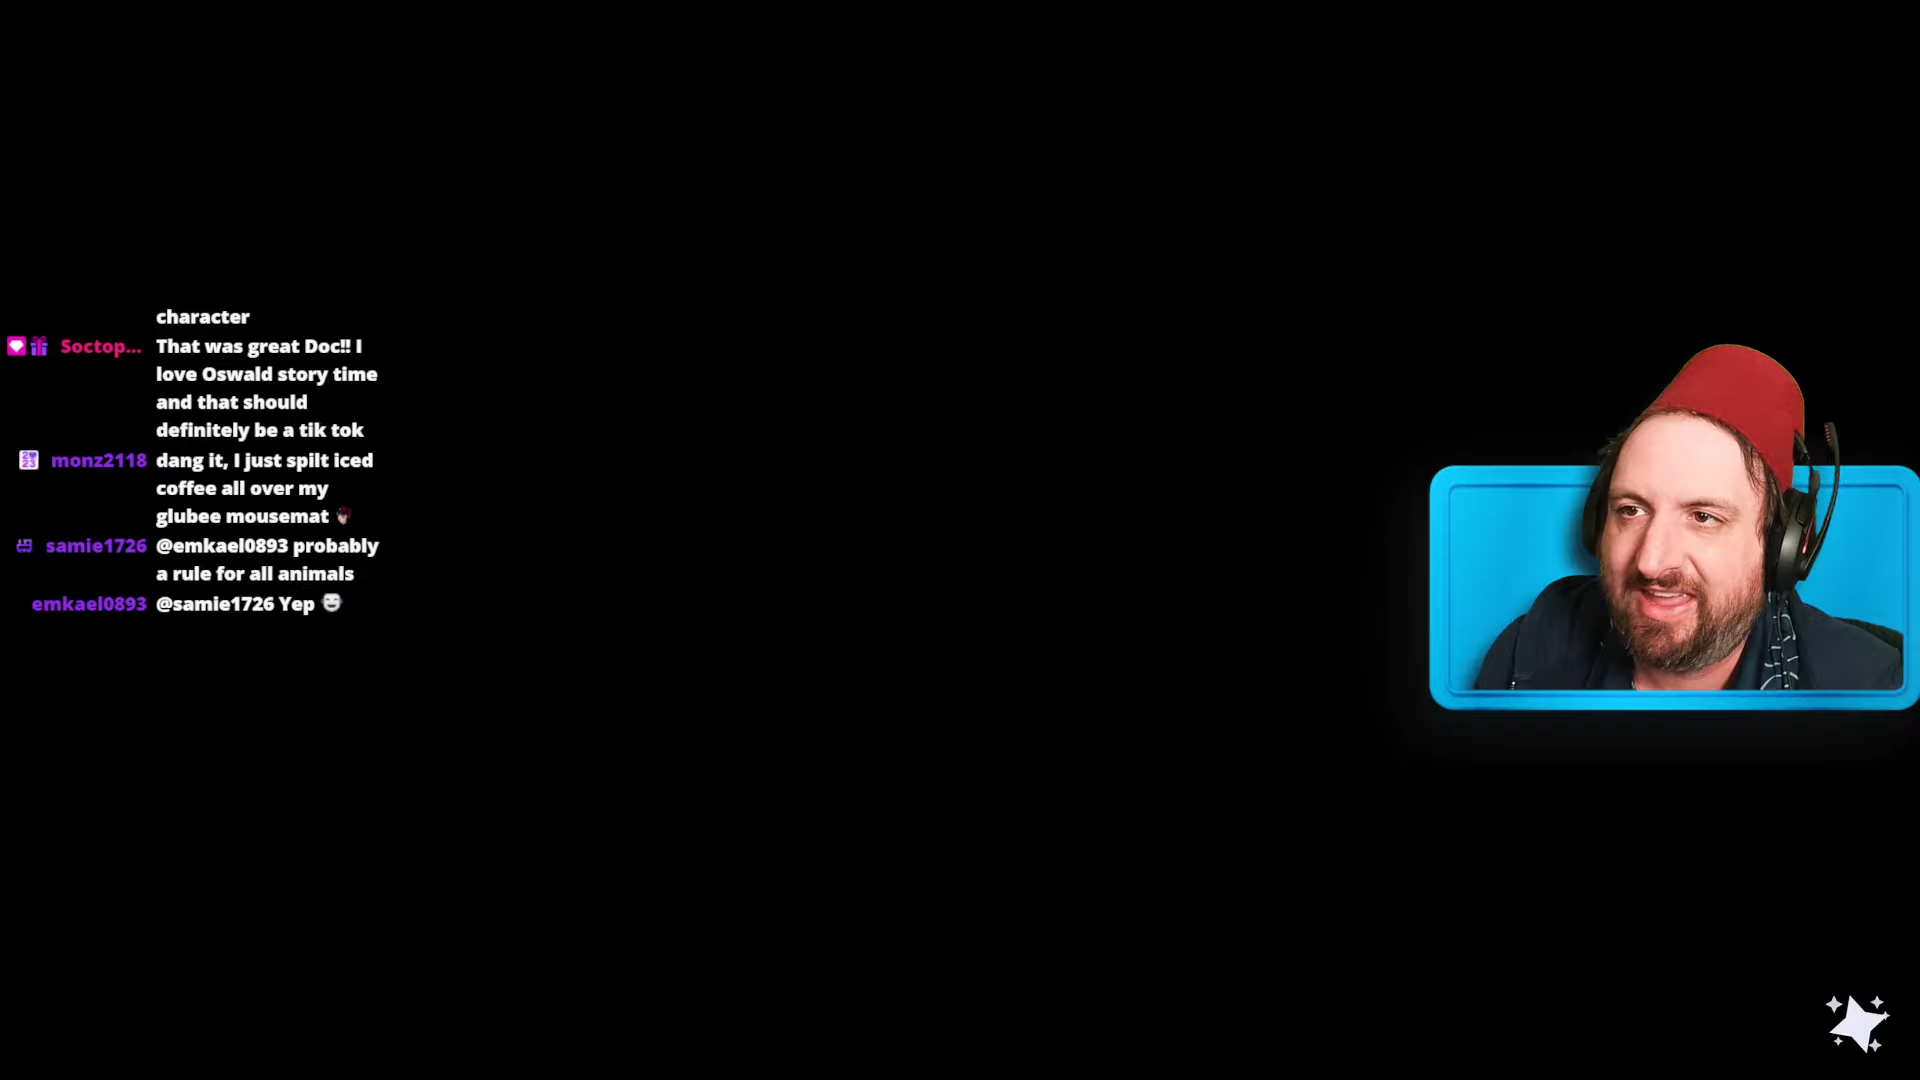 character
Soctop... That was great Doc!! I
love Oswald story time
and that should
definitely be a tik tok
monz2118 dang it, I just spilt iced
coffee all over my
glubee mousemat
samie1726 @emkael0893 probably
a rule for all animals
emkael0893 @samie1726 Yep